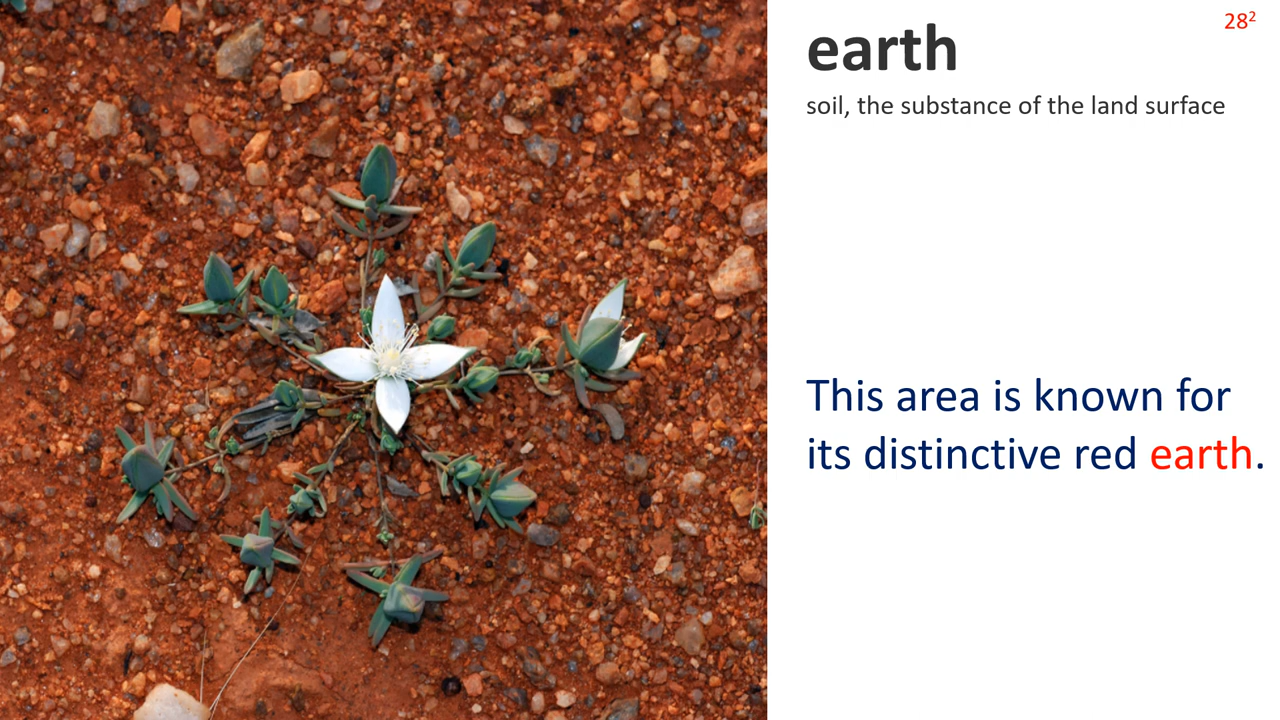 28²
earth
soil, the substance of the land surface
This area is known for
its distinctive red earth.